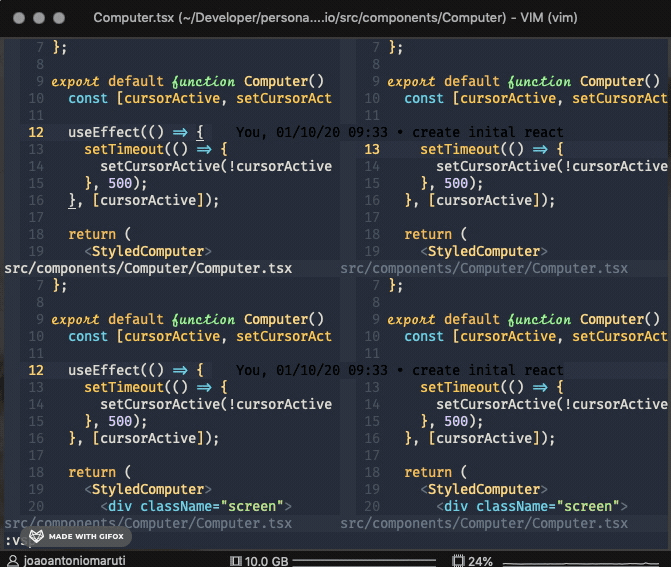 Computer.tsx (~/Developer/persona....io/src/components/Computer) - VIM (vim)
7 };
8
9 export default function Computer()
10 const [cursorActive, setCursorAct
11
12 useEffect(() => { You, 01/10/20 09:33 • create inital react
13 setTimeout(() => {
14 setCursorActive(!cursorActive
15 }, 500);
16 }, [cursorActive]);
17
18 return (
19 <StyledComputer>
src/components/Computer/Computer.tsx
7 };
8
9 export default function Computer()
10 const [cursorActive, setCursorAct
11
13 setTimeout(() => {
14 setCursorActive(!cursorActive
15 }, 500);
16 }, [cursorActive]);
17
18 return (
19 <StyledComputer>
src/components/Computer/Computer.tsx
7 };
8
9 export default function Computer()
10 const [cursorActive, setCursorAct
11
12 useEffect(() => { You, 01/10/20 09:33 • create inital react
13 setTimeout(() => {
14 setCursorActive(!cursorActive
15 }, 500);
16 }, [cursorActive]);
17
18 return (
19 <StyledComputer>
20 <div className="screen">
src/components/Computer/Computer.tsx
7 };
8
9 export default function Computer()
10 const [cursorActive, setCursorAct
11
13 setTimeout(() => {
14 setCursorActive(!cursorActive
15 }, 500);
16 }, [cursorActive]);
17
18 return (
19 <StyledComputer>
20 <div className="screen">
src/components/Computer/Computer.tsx
MADE WITH GIFOX
joaoantoniomaruti 10.0 GB 24%